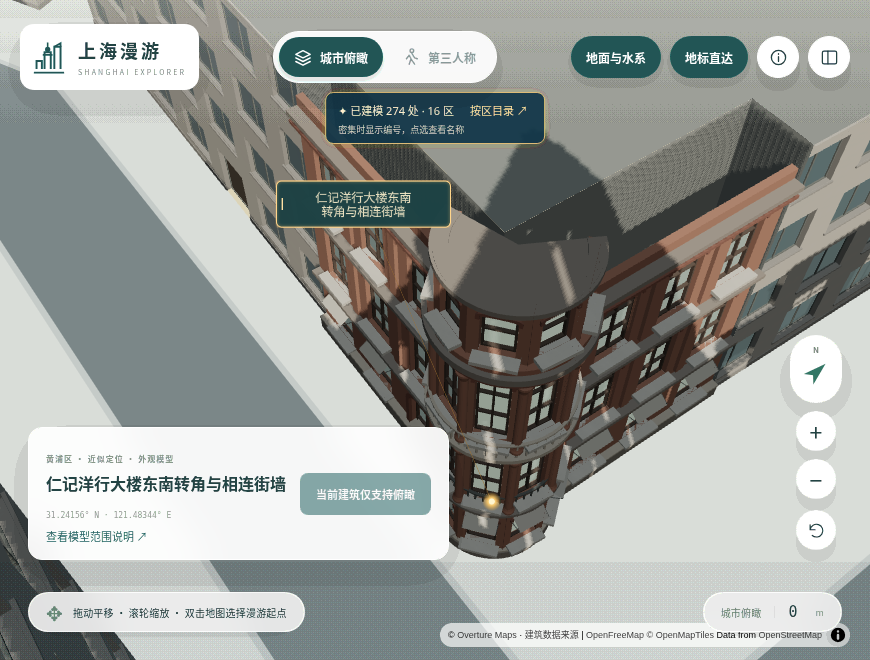 上海漫游
SHANGHAI EXPLORER
城市俯瞰
第三人称
地面与水系
地标直达
✦ 已建模 274 处 · 16 区 按区目录 ↗
密集时显示编号，点选查看名称
仁记洋行大楼东南
转角与相连街墙
N
黄浦区 · 近似定位 · 外观模型
仁记洋行大楼东南转角与相连街墙
当前建筑仅支持俯瞰
31.24156° N · 121.48344° E
查看模型范围说明 ↗
拖动平移 · 滚轮缩放 · 双击地图选择漫游起点
城市俯瞰 0 m
© Overture Maps · 建筑数据来源 | OpenFreeMap © OpenMapTiles Data from OpenStreetMap